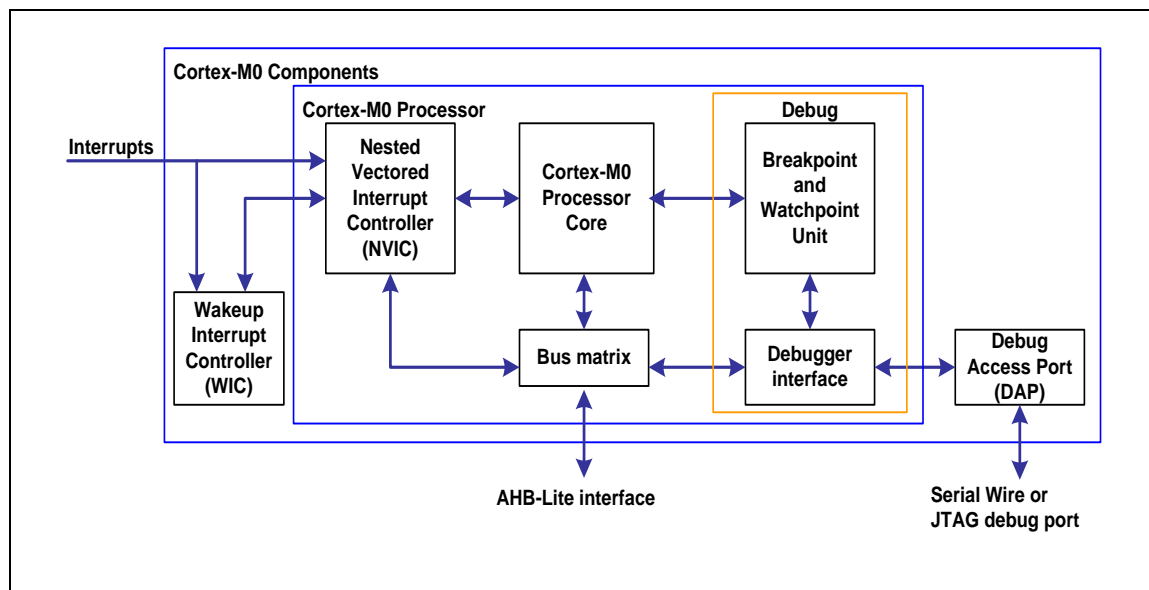 Cortex-M0 Components
Cortex-M0 Processor
Debug
Interrupts
Nested
Vectored
Interrupt
Controller
(NVIC)
Cortex-M0
Processor
Core
Breakpoint
and
Watchpoint
Unit
Wakeup
Interrupt
Controller
(WIC)
Bus matrix
Debugger
interface
Debug
Access Port
(DAP)
AHB-Lite interface
Serial Wire or
JTAG debug port